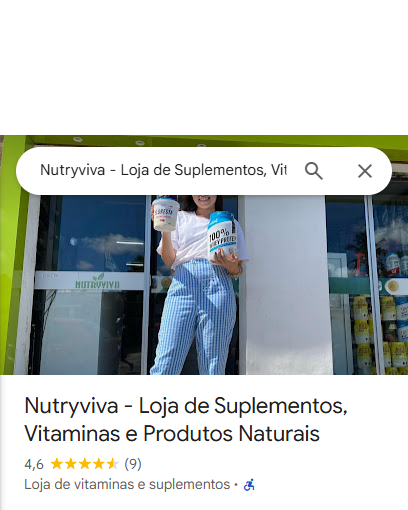 Nutryviva - Loja de Suplementos, Vit
100%
WHEY PROTEIN
NUTRYVIVA
Nutryviva - Loja de Suplementos,
Vitaminas e Produtos Naturais
4,6 (9)
Loja de vitaminas e suplementos ·